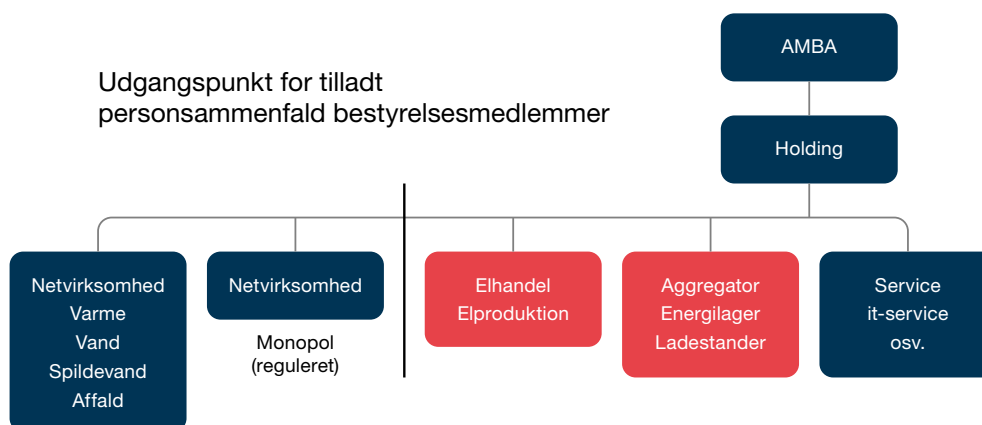 AMBA
Udgangspunkt for tilladt
personsammenfald bestyrelsesmedlemmer
Holding
Netvirksomhed
Varme
Vand
Spildevand
Affald
Netvirksomhed
Monopol
(reguleret)
Elhandel
Elproduktion
Aggregator
Energilager
Ladestander
Service
it-service
osv.